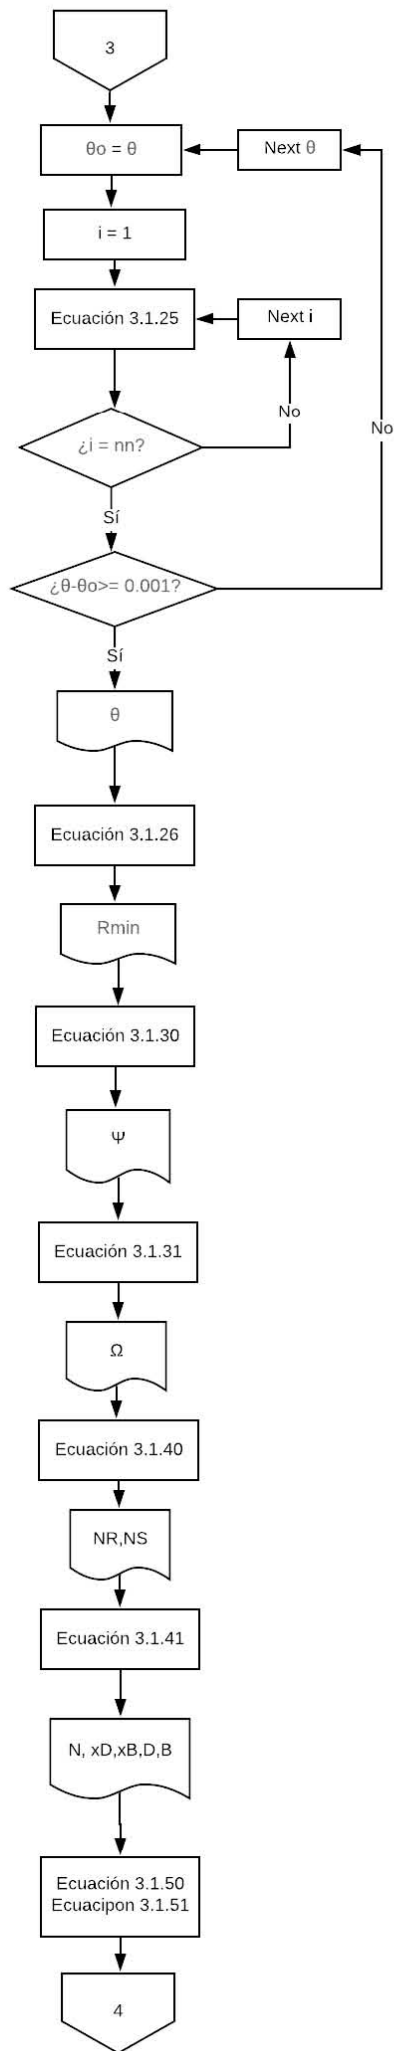 3
θo = θ
Next θ
i = 1
Ecuación 3.1.25
Next i
No
No
¿i = nn?
Sí
¿θ-θo>= 0.001?
Sí
θ
Ecuación 3.1.26
Rmin
Ecuación 3.1.30
Ψ
Ecuación 3.1.31
Ω
Ecuación 3.1.40
NR,NS
Ecuación 3.1.41
N, xD,xB,D,B
Ecuación 3.1.50
Ecuacipon 3.1.51
4